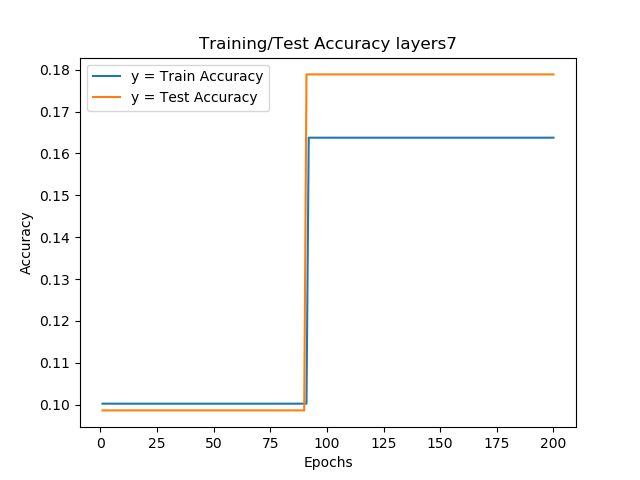 Training/Test Accuracy layers7
y = Train Accuracy
y = Test Accuracy
0.18
0.17
0.16
0.15
0.14
0.13
0.12
0.11
0.10
Accuracy
0 25 50 75 100 125 150 175 200
Epochs